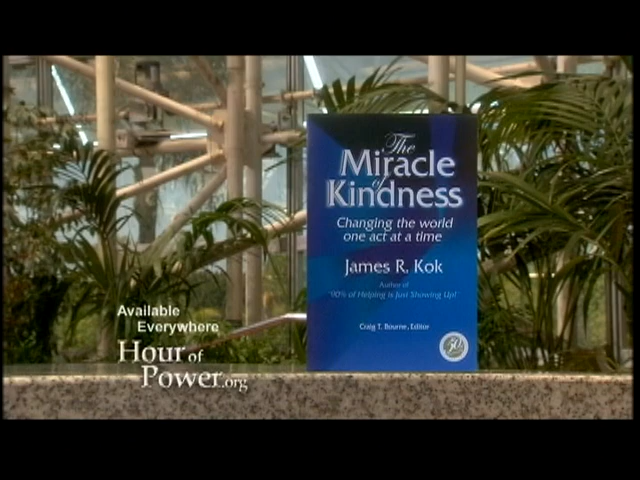 The
Miracle
of
Kindness
Changing the world
one act at a time
James R. Kok
Author of
"90% of Helping is Just Showing Up!"
Craig T. Bourne, Editor
50
Available
Everywhere
Hour of
Power.org